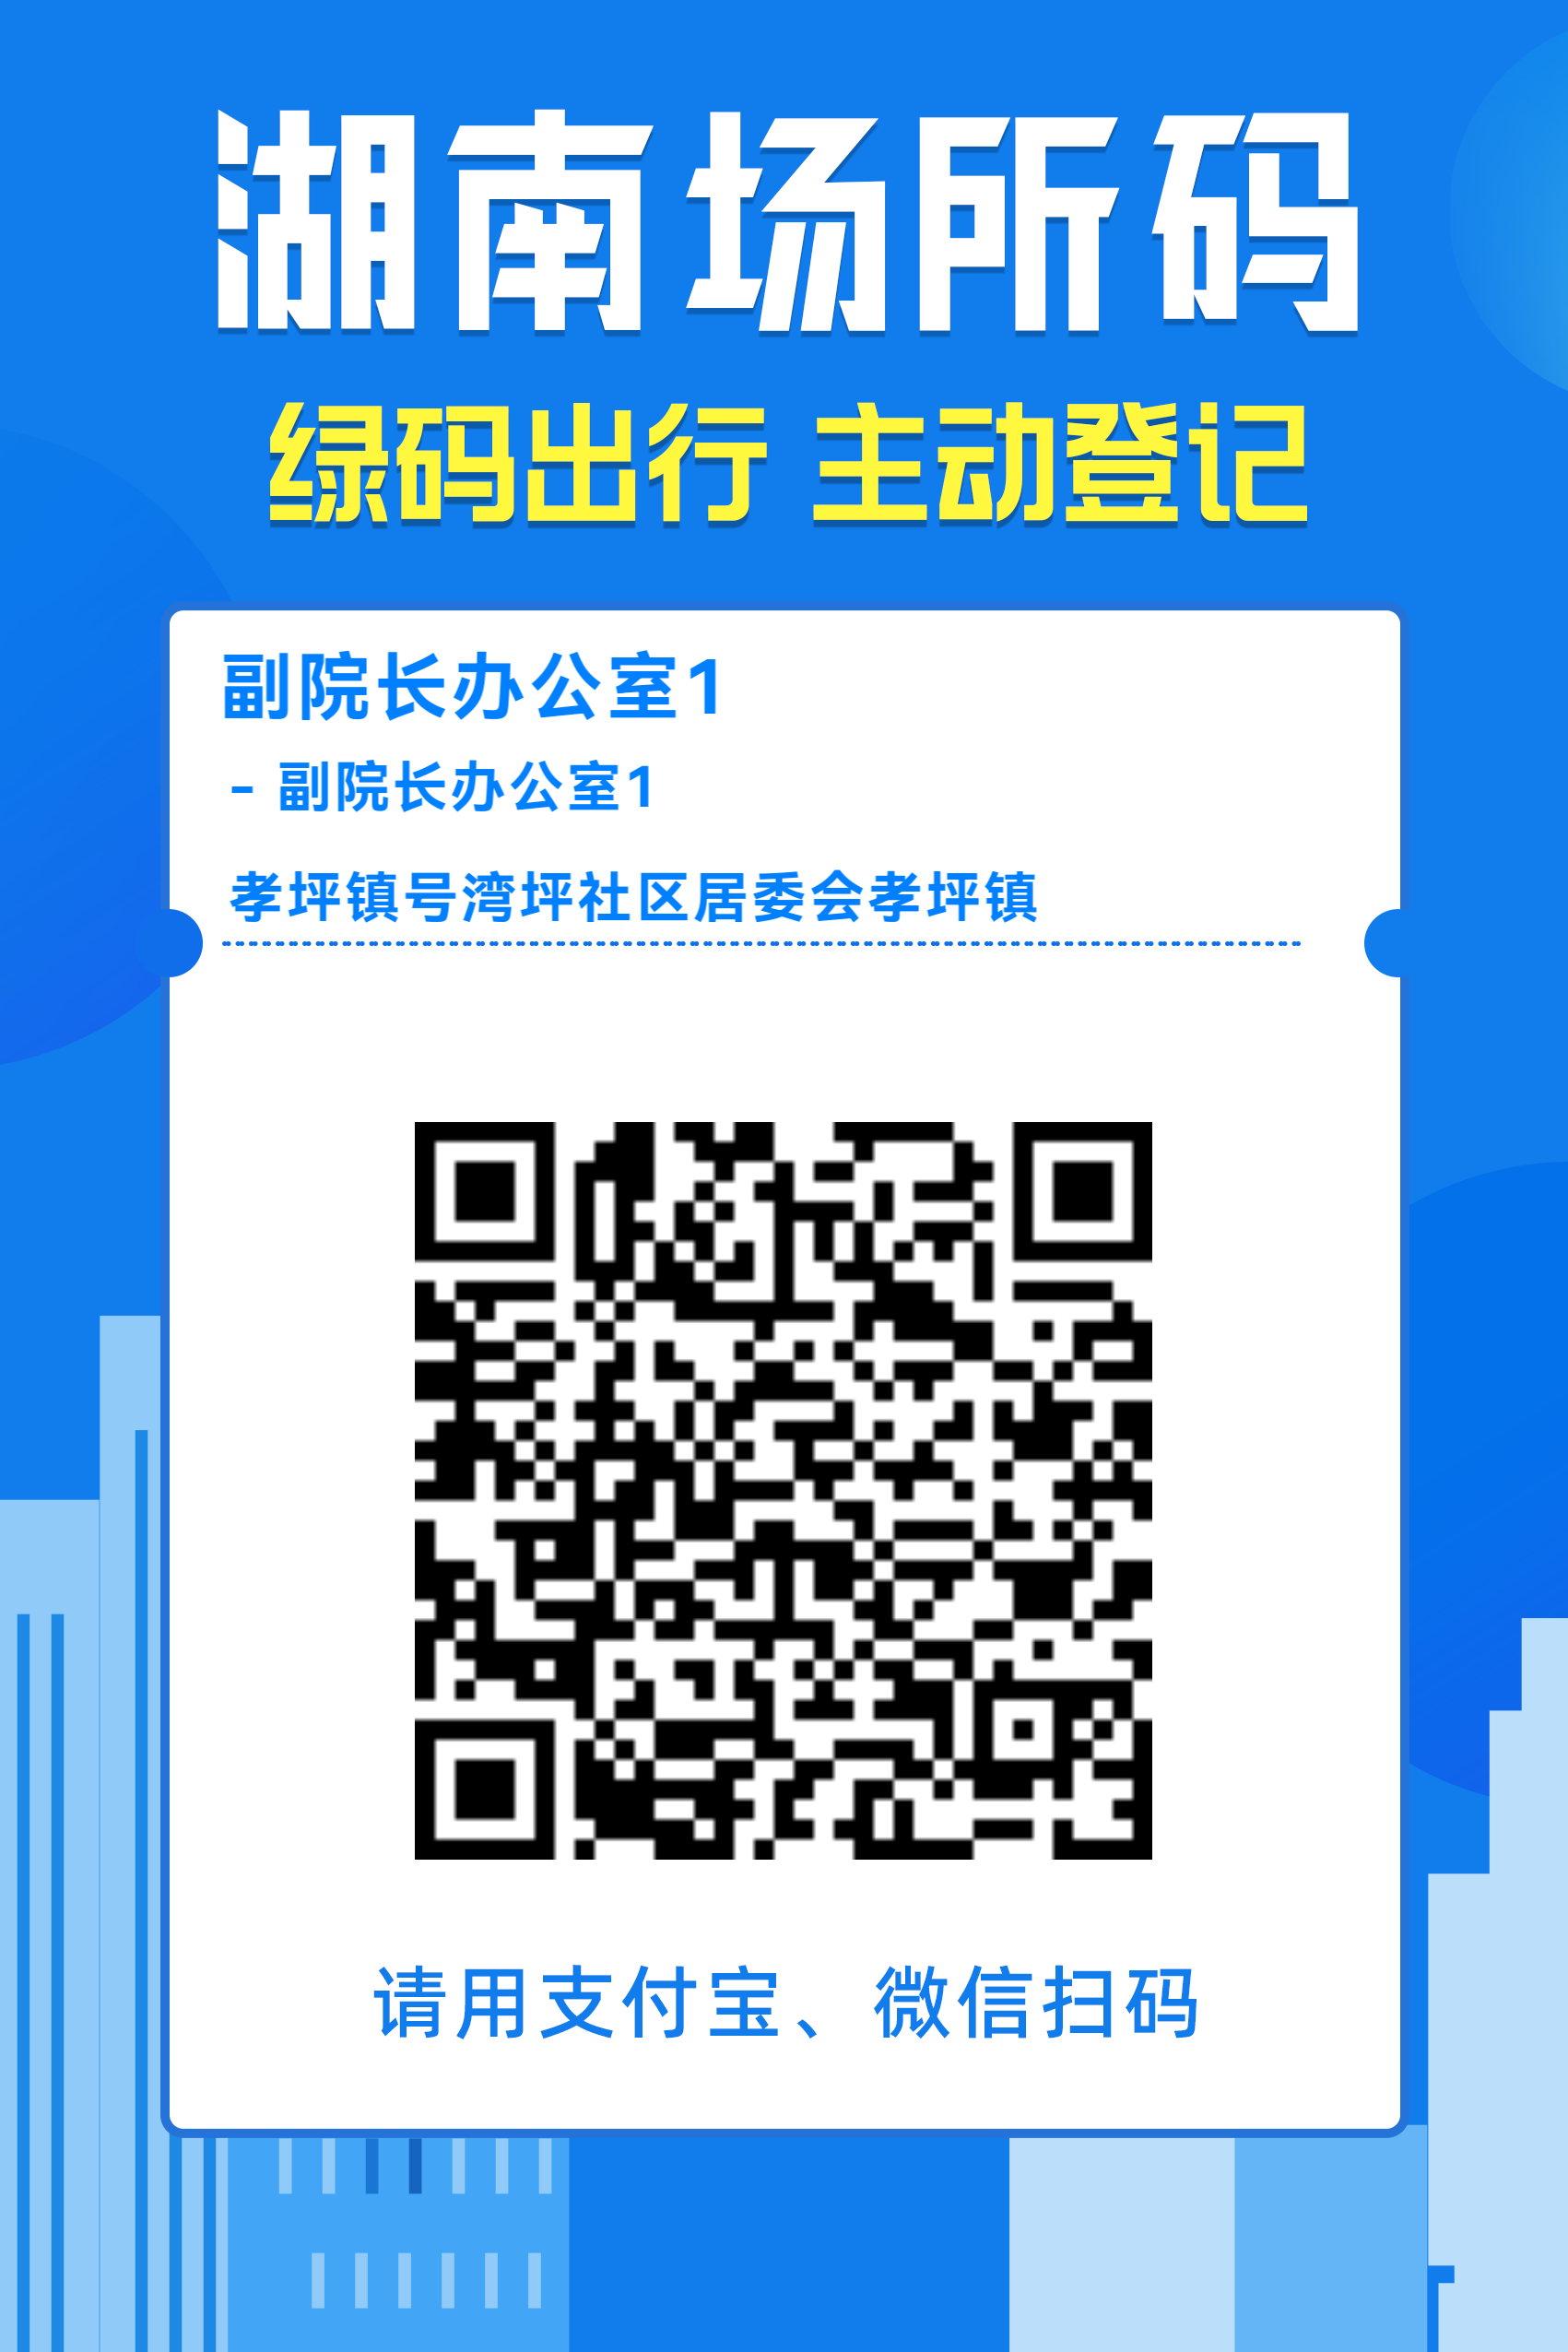 湖南场所码
绿码出行 主动登记
副院长办公室1
- 副院长办公室1
孝坪镇号湾坪社区居委会孝坪镇
请用支付宝、微信扫码